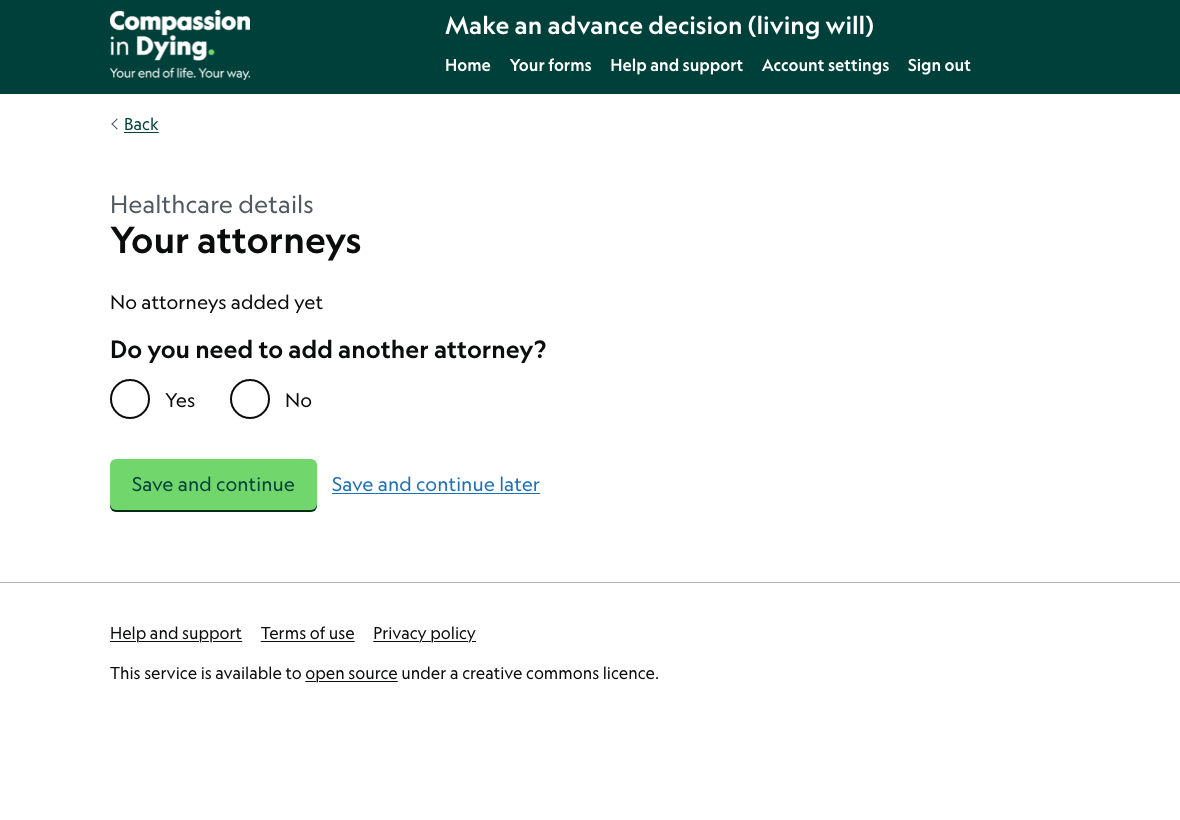 Compassion
in Dying.
Your end of life. Your way.
Make an advance decision (living will)
Home Your forms Help and support Account settings Sign out
Back
Healthcare details
Your attorneys
No attorneys added yet
Do you need to add another attorney?
Yes No
Save and continue Save and continue later
Help and support Terms of use Privacy policy
This service is available to open source under a creative commons licence.